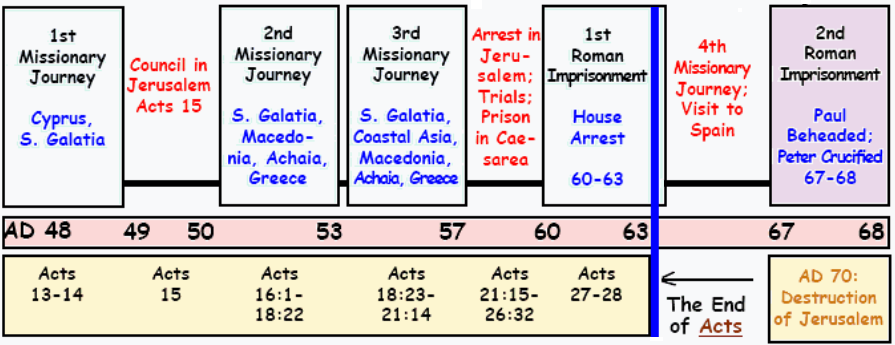 1st
Missionary
Journey
Cyprus,
S. Galatia
Council in
Jerusalem
Acts 15
2nd
Missionary
Journey
S. Galatia,
Macedo-
nia, Achaia,
Greece
3rd
Missionary
Journey
S. Galatia,
Coastal Asia,
Macedonia,
Achaia, Greece
Arrest in
Jeru-
salem;
Trials;
Prison
in Cae-
sarea
1st
Roman
Imprisonment
House
Arrest
60-63
4th
Missionary
Journey;
Visit to
Spain
2nd
Roman
Imprisonment
Paul
Beheaded;
Peter Crucified
67-68
AD 48 49 50 53 57 60 63 67 68
Acts
13-14
Acts
15
Acts
16:1-
18:22
Acts
18:23-
21:14
Acts
21:15-
26:32
Acts
27-28
The End
of Acts
AD 70:
Destruction
of Jerusalem